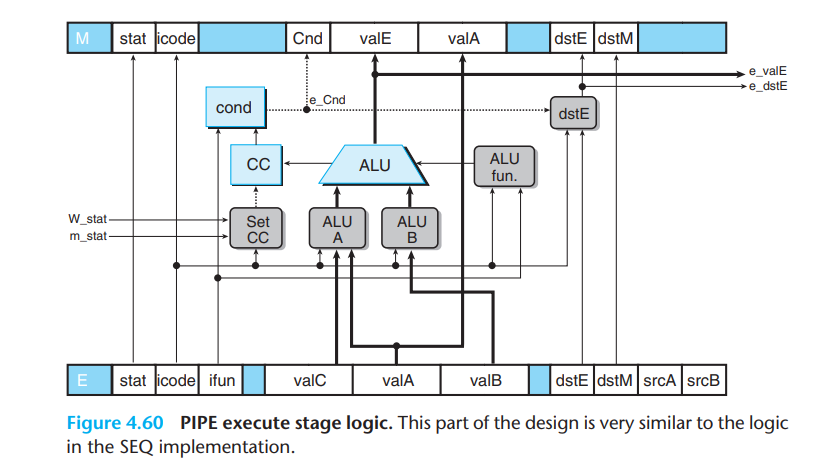 M stat icode Cnd valE valA dstE dstM
e_valE
e_dstE
e_Cnd
cond
dstE
CC
ALU
ALU
fun.
W_stat
m_stat
Set
CC
ALU
A
ALU
B
E stat icode ifun valC valA valB dstE dstM srcA srcB
Figure 4.60 PIPE execute stage logic. This part of the design is very similar to the logic
in the SEQ implementation.